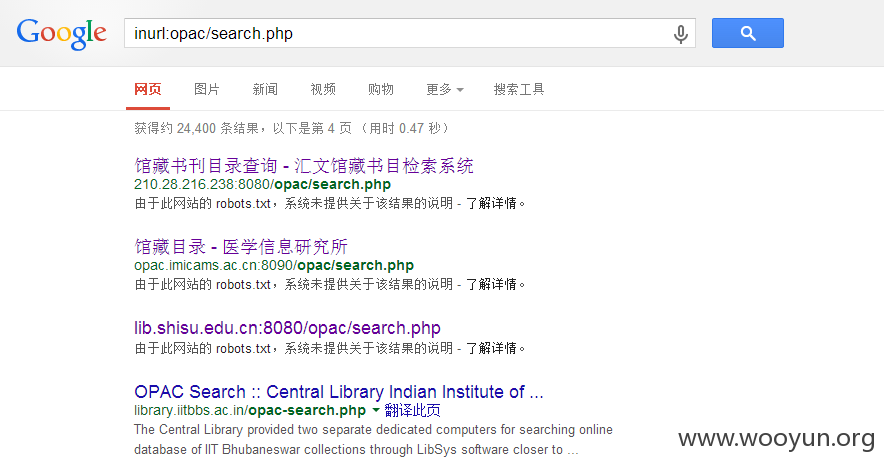 Google
inurl:opac/search.php
网页 图片 新闻 视频 购物 更多 搜索工具
获得约 24,400 条结果，以下是第 4 页 （用时 0.47 秒）
馆藏书刊目录查询 - 汇文馆藏书目检索系统
210.28.216.238:8080/opac/search.php
由于此网站的 robots.txt，系统未提供关于该结果的说明 - 了解详情。
馆藏目录 - 医学信息研究所
opac.imicams.ac.cn:8090/opac/search.php
由于此网站的 robots.txt，系统未提供关于该结果的说明 - 了解详情。
lib.shisu.edu.cn:8080/opac/search.php
由于此网站的 robots.txt，系统未提供关于该结果的说明 - 了解详情。
OPAC Search :: Central Library Indian Institute of ...
library.iitbbs.ac.in/opac-search.php 翻译此页
The Central Library provided two separate dedicated computers for searching online
database of IIT Bhubaneswar collections through LibSys software closer to ...
www.wooyun.org